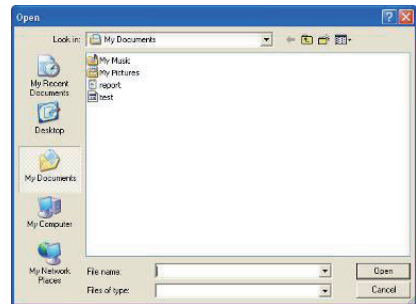 Open
Look in: My Documents
My Recent
Documents
Desktop
My Documents
My Computer
My Network
Places
My Music
My Pictures
report
test
File name:
Open
Files of type:
Cancel